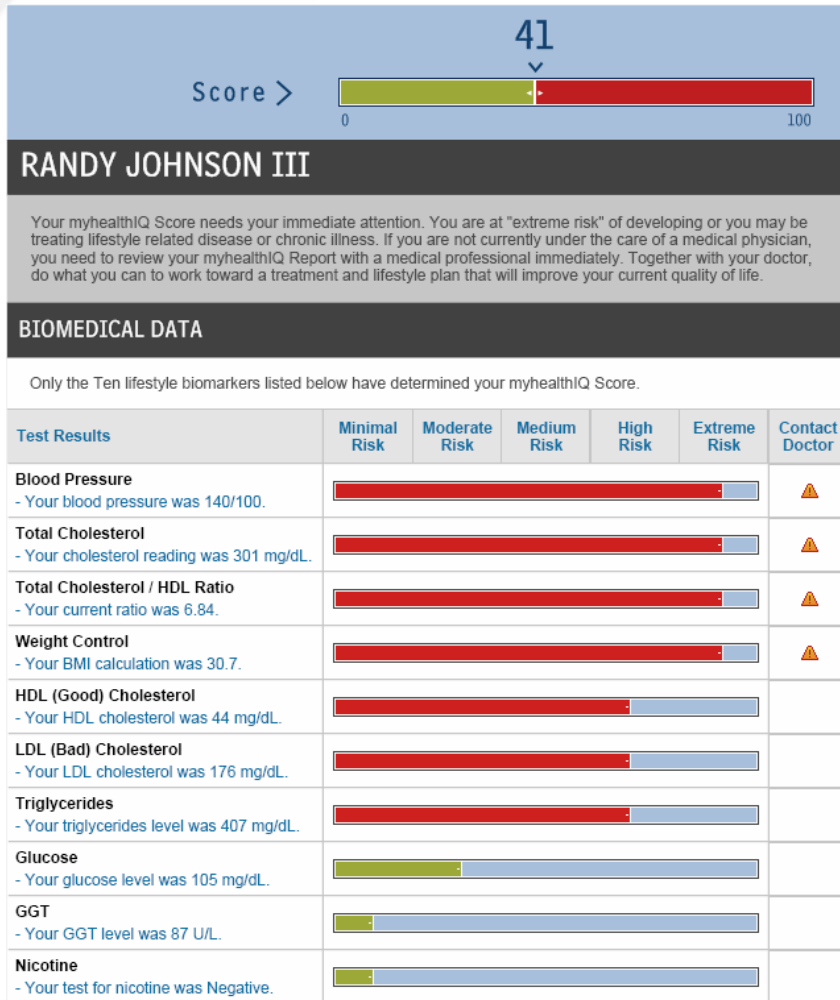 41
Score >
0
100
RANDY JOHNSON III
Your myhealthIQ Score needs your immediate attention. You are at "extreme risk" of developing or you may be
treating lifestyle related disease or chronic illness. If you are not currently under the care of a medical physician,
you need to review your myhealthIQ Report with a medical professional immediately. Together with your doctor,
do what you can to work toward a treatment and lifestyle plan that will improve your current quality of life.
BIOMEDICAL DATA
Only the Ten lifestyle biomarkers listed below have determined your myhealthIQ Score.
Test Results
Minimal
Risk
Moderate
Risk
Medium
Risk
High
Risk
Extreme
Risk
Contact
Doctor
Blood Pressure
- Your blood pressure was 140/100.
Total Cholesterol
- Your cholesterol reading was 301 mg/dL.
Total Cholesterol / HDL Ratio
- Your current ratio was 6.84.
Weight Control
- Your BMI calculation was 30.7.
HDL (Good) Cholesterol
- Your HDL cholesterol was 44 mg/dL.
LDL (Bad) Cholesterol
- Your LDL cholesterol was 176 mg/dL.
Triglycerides
- Your triglycerides level was 407 mg/dL.
Glucose
- Your glucose level was 105 mg/dL.
GGT
- Your GGT level was 87 U/L.
Nicotine
- Your test for nicotine was Negative.